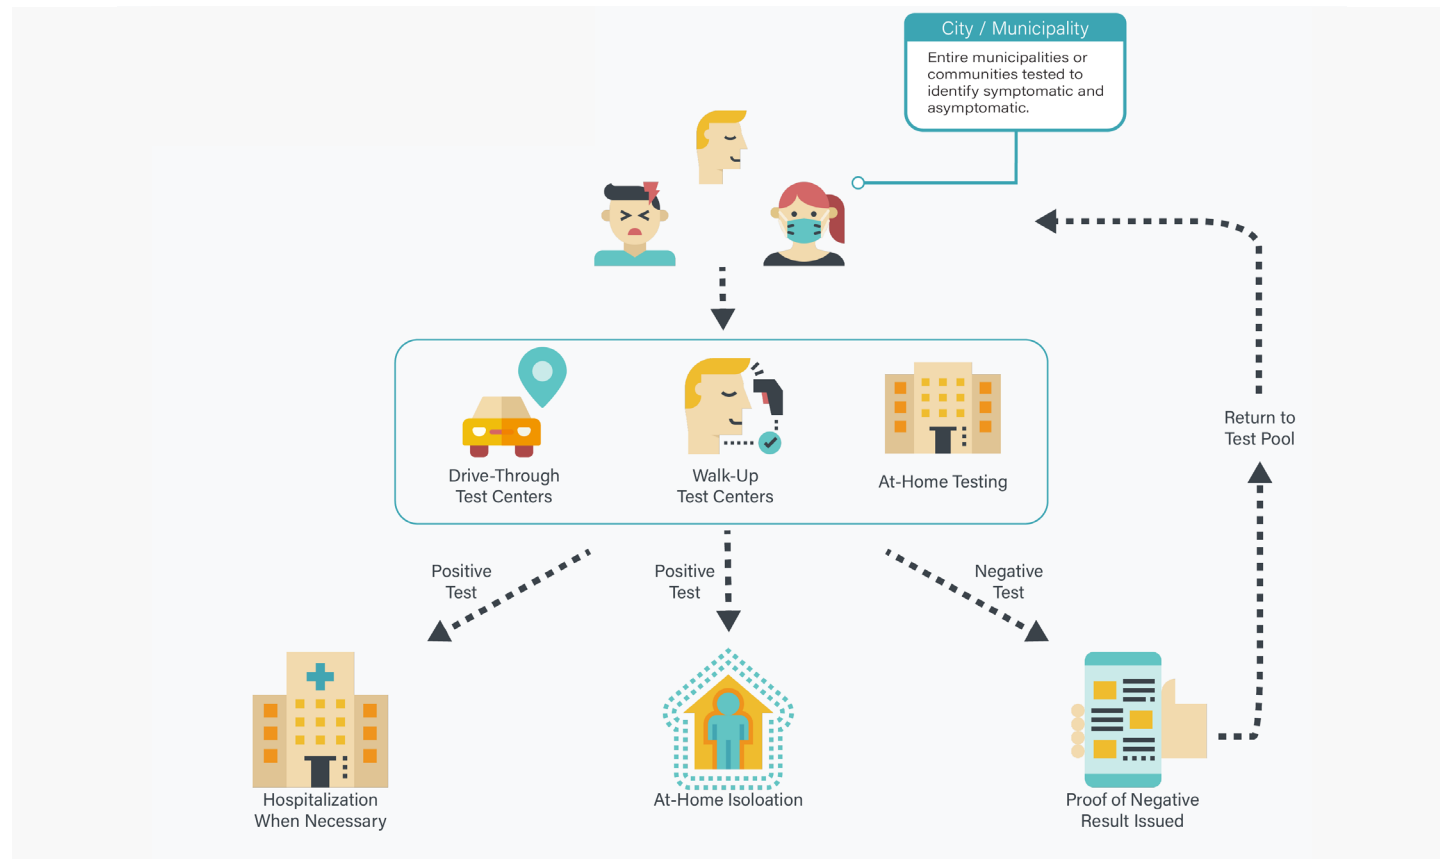 City / Municipality
Entire municipalities or
communities tested to
identify symptomatic and
asymptomatic.
Drive-Through
Test Centers
Walk-Up
Test Centers
At-Home Testing
Return to
Test Pool
Positive
Test
Positive
Test
Negative
Test
Hospitalization
When Necessary
At-Home Isoloation
Proof of Negative
Result Issued